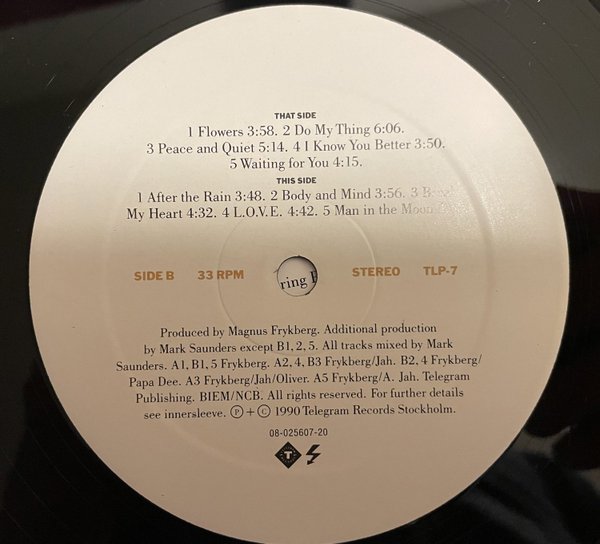 THAT SIDE
1 Flowers 3:58. 2 Do My Thing 6:06.
3 Peace and Quiet 5:14. 4 I Know You Better 3:50.
5 Waiting for You 4:15.
THIS SIDE
1 After the Rain 3:48. 2 Body and Mind 3:56. 3
My Heart 4:32. 4 L.O.V.E. 4:42. 5 Man in the Moon
SIDE B 33 RPM STEREO TLP-7
ring
Produced by Magnus Frykberg. Additional production
by Mark Saunders except B1, 2, 5. All tracks mixed by Mark
Saunders. A1, B1, 5 Frykberg. A2, 4, B3 Frykberg/Jah. B2, 4 Frykberg/
Papa Dee. A3 Frykberg/Jah/Oliver. A5 Frykberg/A. Jah. Telegram
Publishing. BIEM/NCB. All rights reserved. For further details
see innersleeve. Ⓟ + © 1990 Telegram Records Stockholm.
08-025607-20
T